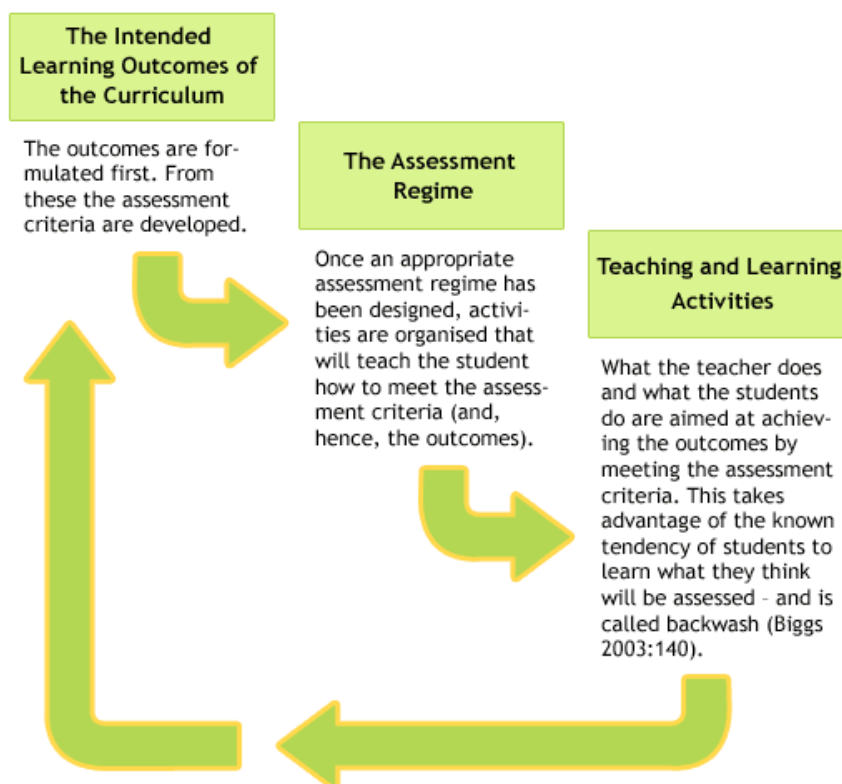 The Intended
Learning Outcomes of
the Curriculum
The outcomes are for-
mulated first. From
these the assessment
criteria are developed.
The Assessment
Regime
Once an appropriate
assessment regime has
been designed, activi-
ties are organised that
will teach the student
how to meet the assess-
ment criteria (and,
hence, the outcomes).
Teaching and Learning
Activities
What the teacher does
and what the students
do are aimed at achiev-
ing the outcomes by
meeting the assessment
criteria. This takes
advantage of the known
tendency of students to
learn what they think
will be assessed – and is
called backwash (Biggs
2003:140).